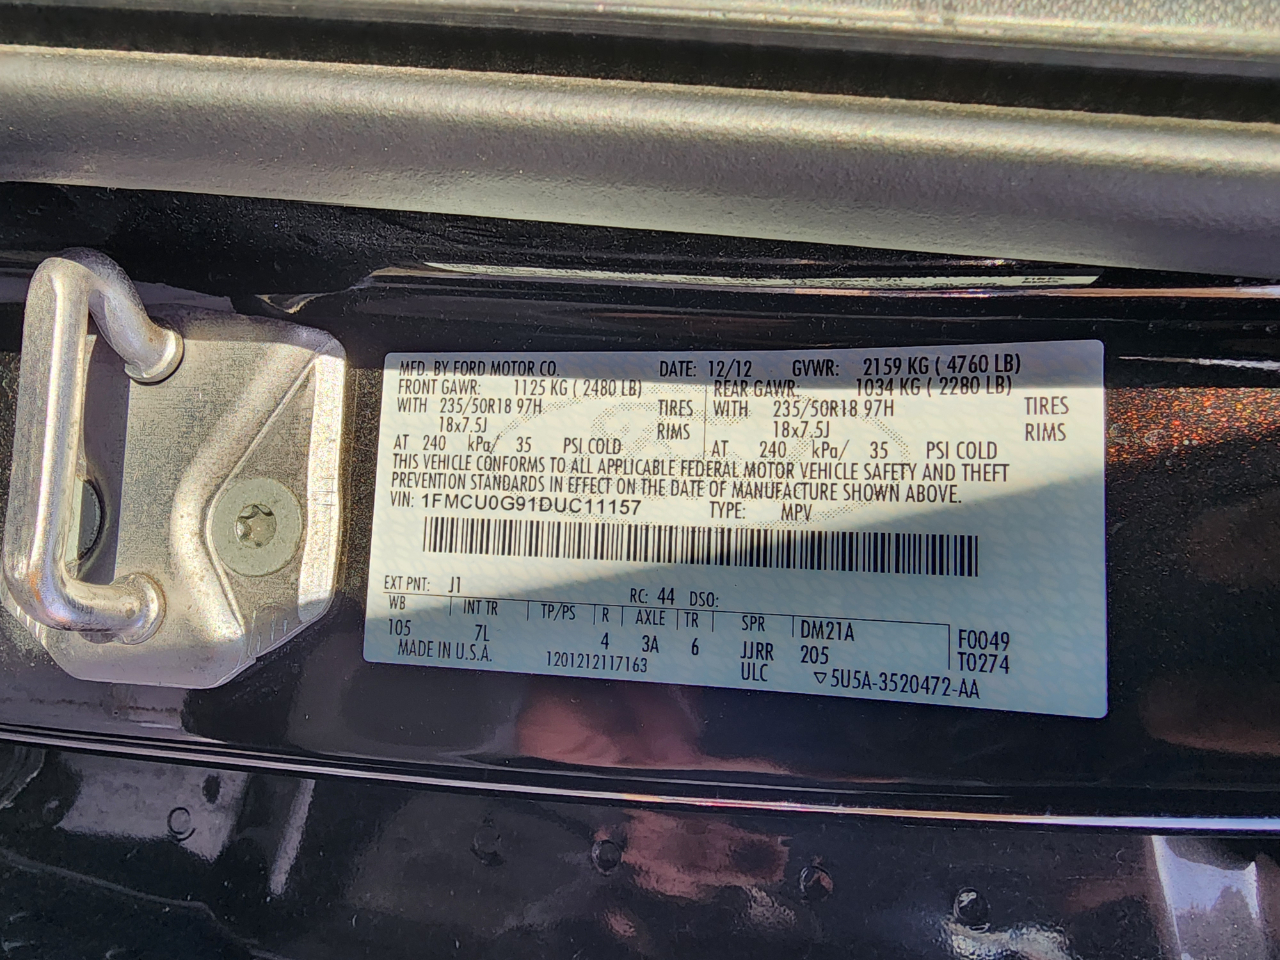 MFD. BY FORD MOTOR CO. DATE: 12/12 GVWR: 2159 KG (4760 LB)
FRONT GAWR: 1125 KG (2480 LB) REAR GAWR: 1034 KG (2280 LB)
WITH 235/50R18 97H TIRES WITH 235/50R18 97H TIRES
18x7.5J RIMS 18x7.5J RIMS
AT 240 kPa/ 35 PSI COLD AT 240 kPa/ 35 PSI COLD
THIS VEHICLE CONFORMS TO ALL APPLICABLE FEDERAL MOTOR VEHICLE SAFETY AND THEFT
PREVENTION STANDARDS IN EFFECT ON THE DATE OF MANUFACTURE SHOWN ABOVE.
VIN: 1FMCU0G91DUC11157 TYPE: MPV
EXT PNT: J1 RC: 44 DSO:
WB INT TR TP/PS R AXLE TR SPR DM21A F0049
105 7L 4 3A 6 JJRR 205 T0274
MADE IN U.S.A. 1201212117163 ULC ▽5U5A-3520472-AA